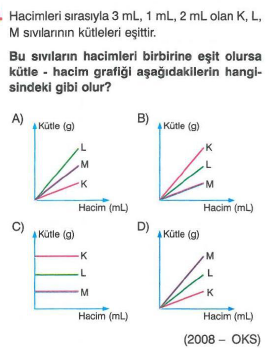 Hacimleri sırasıyla 3 mL, 1 mL, 2 mL olan K, L,
M sıvılarının kütleleri eşittir.
Bu sıvıların hacimleri birbirine eşit olursa
kütle - hacim grafiği aşağıdakilerin hangi-
sindeki gibi olur?
A)
Kütle (g)
L
M
K
Hacim (mL)
B)
Kütle (g)
K
L
M
Hacim (mL)
C)
Kütle (g)
K
L
M
Hacim (mL)
D)
Kütle (g)
M
L
K
Hacim (mL)
(2008 – OKS)